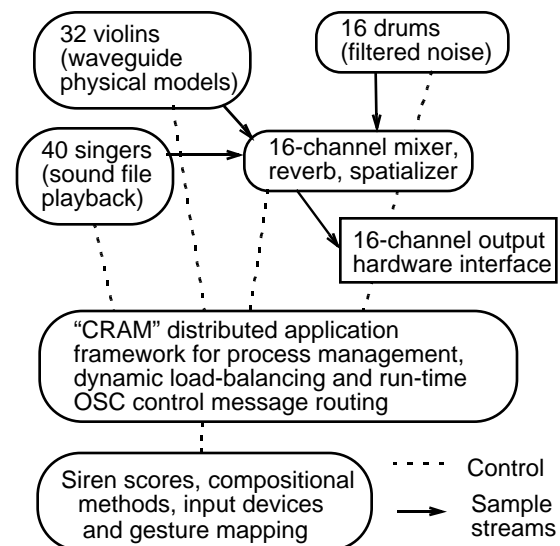 32 violins
(waveguide
physical models)
16 drums
(filtered noise)
40 singers
(sound file
playback)
16-channel mixer,
reverb, spatializer
16-channel output
hardware interface
“CRAM” distributed application
framework for process management,
dynamic load-balancing and run-time
OSC control message routing
Siren scores, compositional
methods, input devices
and gesture mapping
Control
Sample
streams